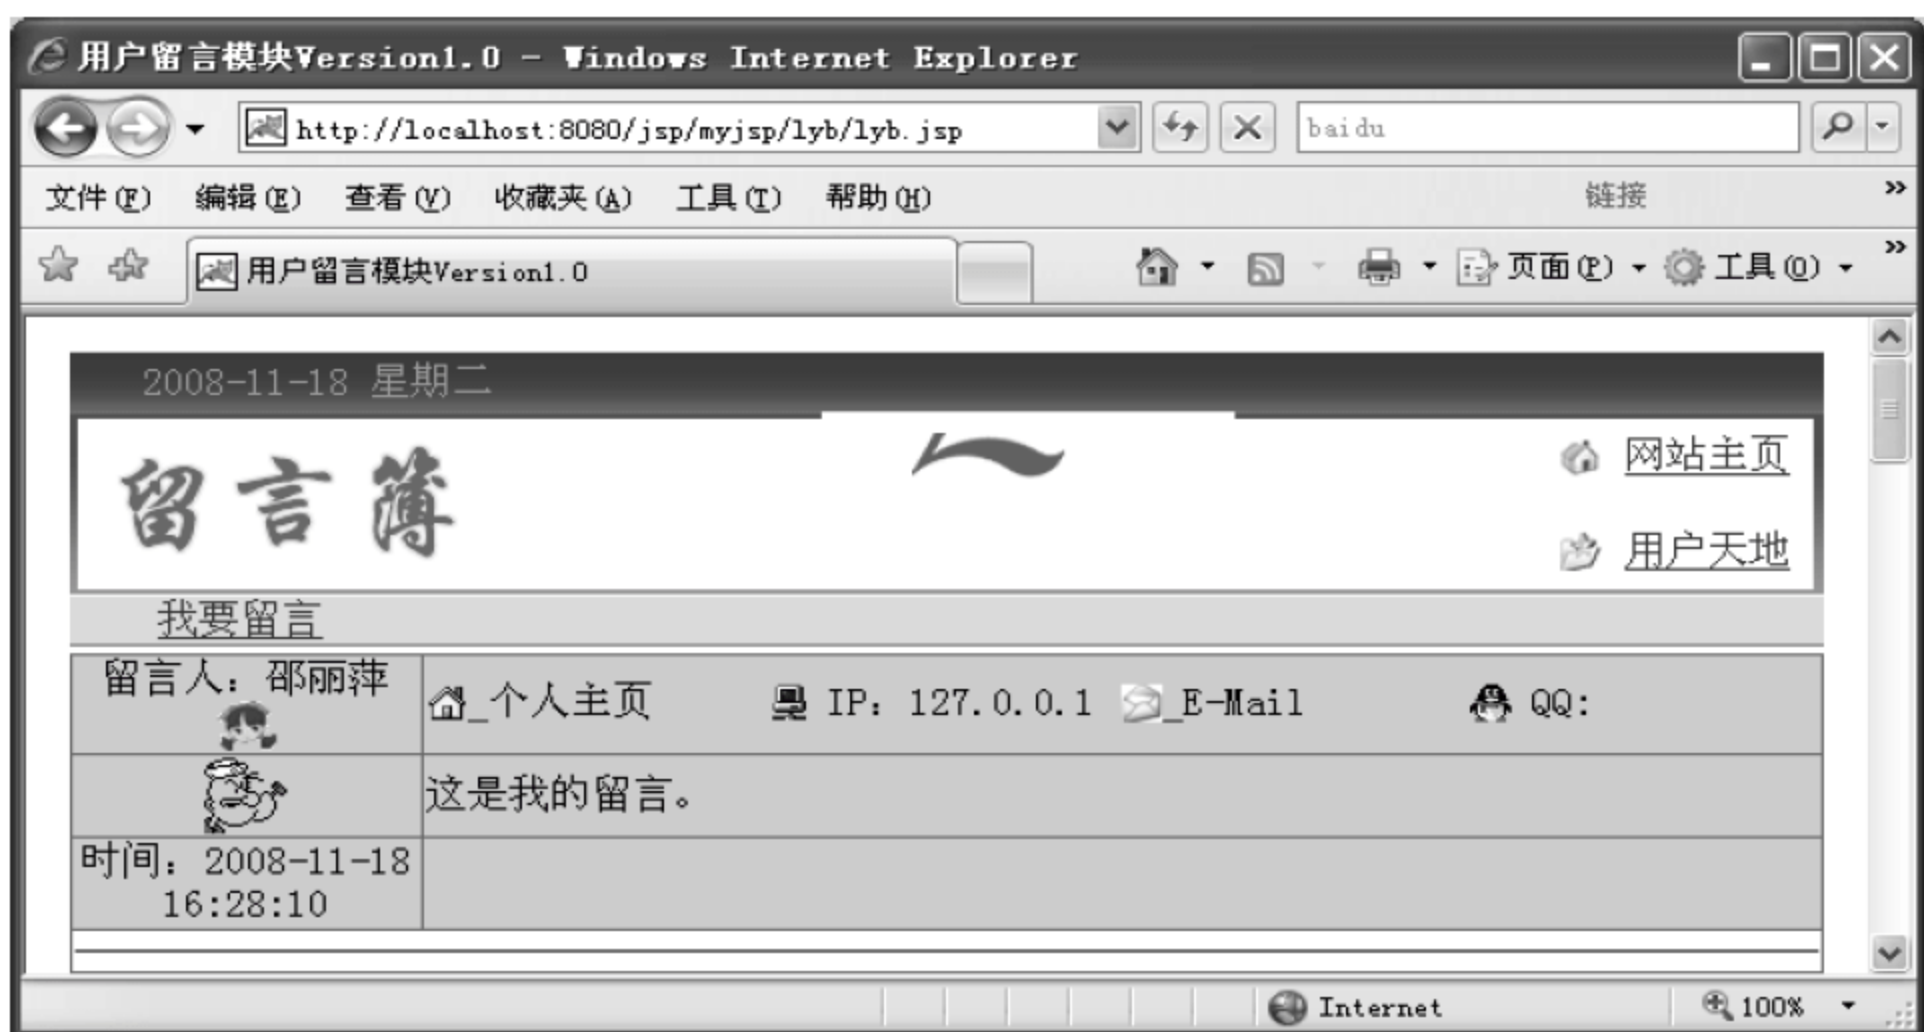 用户留言模块Version1.0 - Windows Internet Explorer
http://localhost:8080/jsp/myjsp/lyb/lyb.jsp baidu
文件(F) 编辑(E) 查看(V) 收藏夹(A) 工具(T) 帮助(H) 链接 »
用户留言模块Version1.0 页面(P) 工具(O) »
2008-11-18 星期二
留言簿
网站主页
用户天地
我要留言
留言人：邵丽萍
_个人主页 IP：127.0.0.1 _E-Mail QQ:
这是我的留言。
时间：2008-11-18
16:28:10
Internet 100%